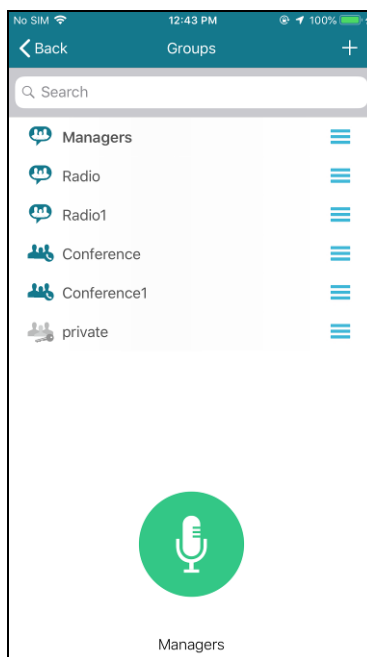 No SIM 12:43 PM 100%
Back Groups +
Search
Managers
Radio
Radio1
Conference
Conference1
private
Managers